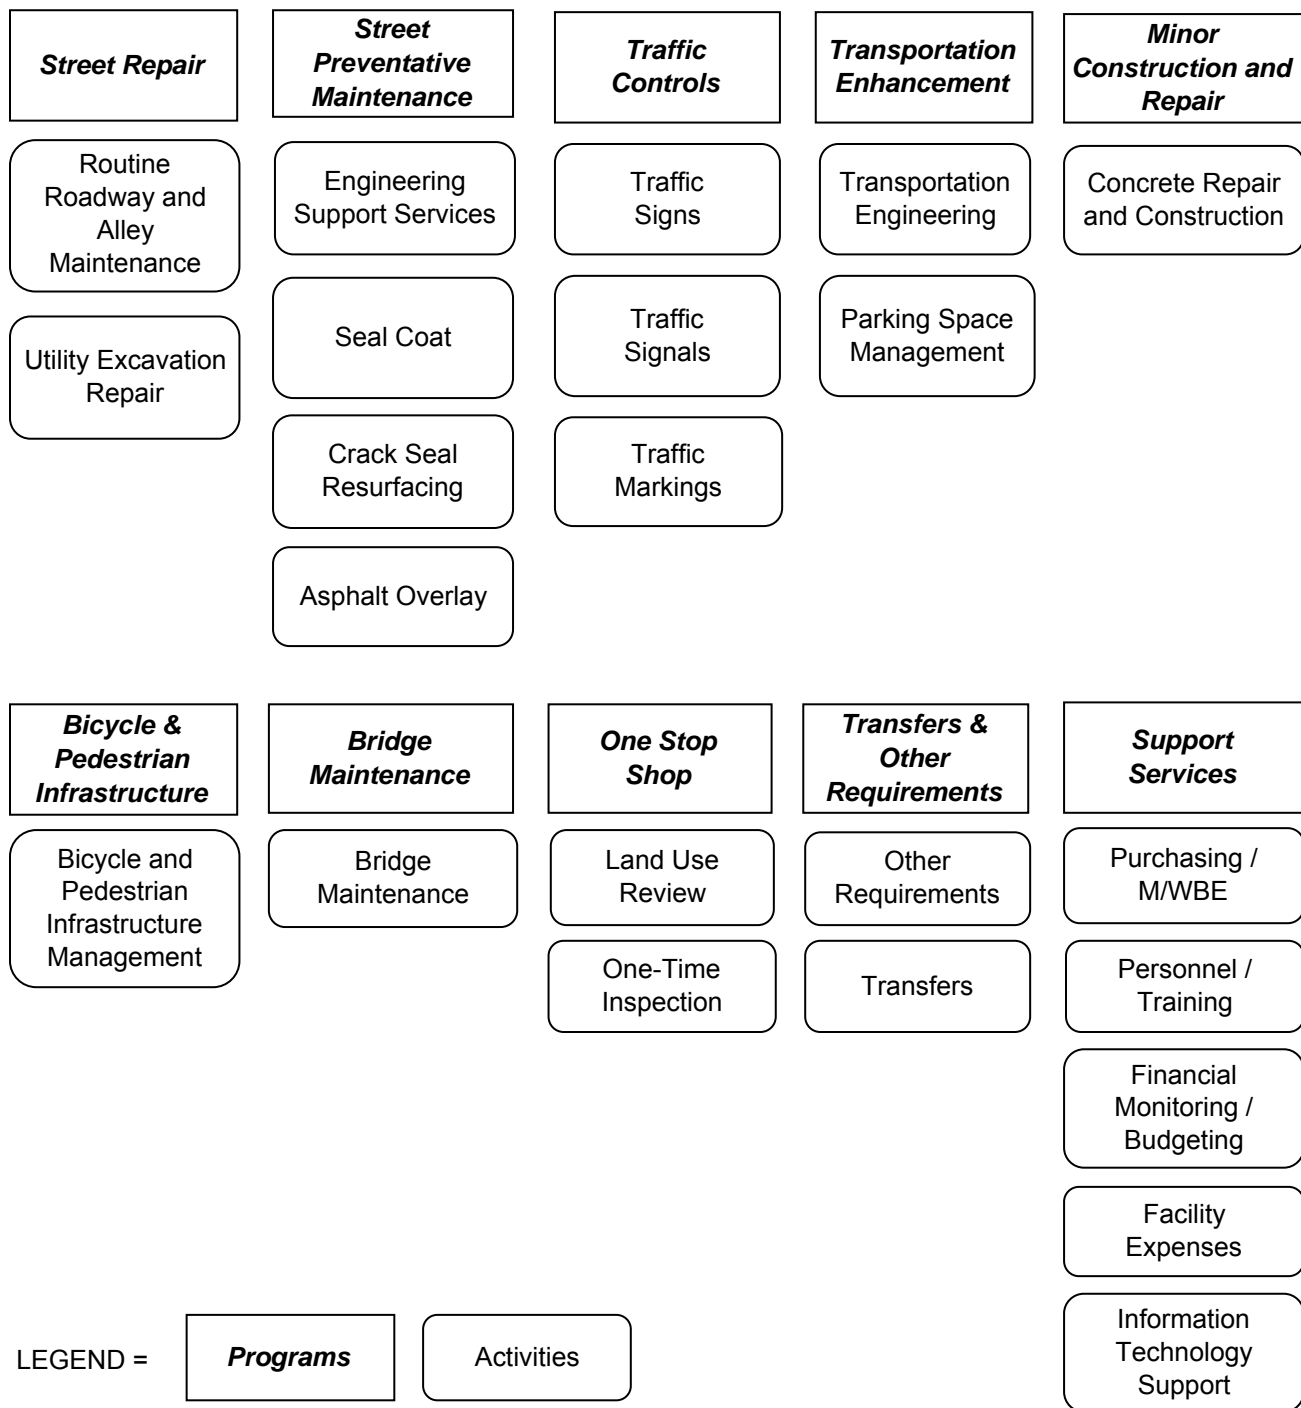 Street Repair
Street
Preventative
Maintenance
Traffic
Controls
Transportation
Enhancement
Minor
Construction and
Repair
Routine
Roadway and
Alley
Maintenance
Engineering
Support Services
Traffic
Signs
Transportation
Engineering
Concrete Repair
and Construction
Utility Excavation
Repair
Seal Coat
Traffic
Signals
Parking Space
Management
Crack Seal
Resurfacing
Traffic
Markings
Asphalt Overlay
Bicycle &
Pedestrian
Infrastructure
Bridge
Maintenance
One Stop
Shop
Transfers &
Other
Requirements
Support
Services
Bicycle and
Pedestrian
Infrastructure
Management
Bridge
Maintenance
Land Use
Review
Other
Requirements
Purchasing /
M/WBE
One-Time
Inspection
Transfers
Personnel /
Training
Financial
Monitoring /
Budgeting
Facility
Expenses
Information
Technology
Support
LEGEND =
Programs
Activities